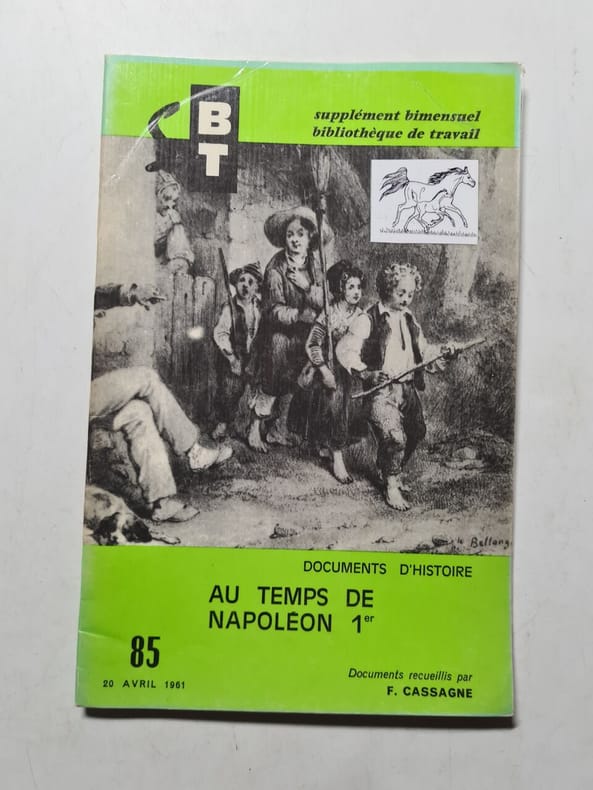 BT
supplément bimensuel
bibliothèque de travail
DOCUMENTS D'HISTOIRE
AU TEMPS DE
NAPOLÉON 1er
85
20 AVRIL 1961
Documents recueillis par
F. CASSAGNE